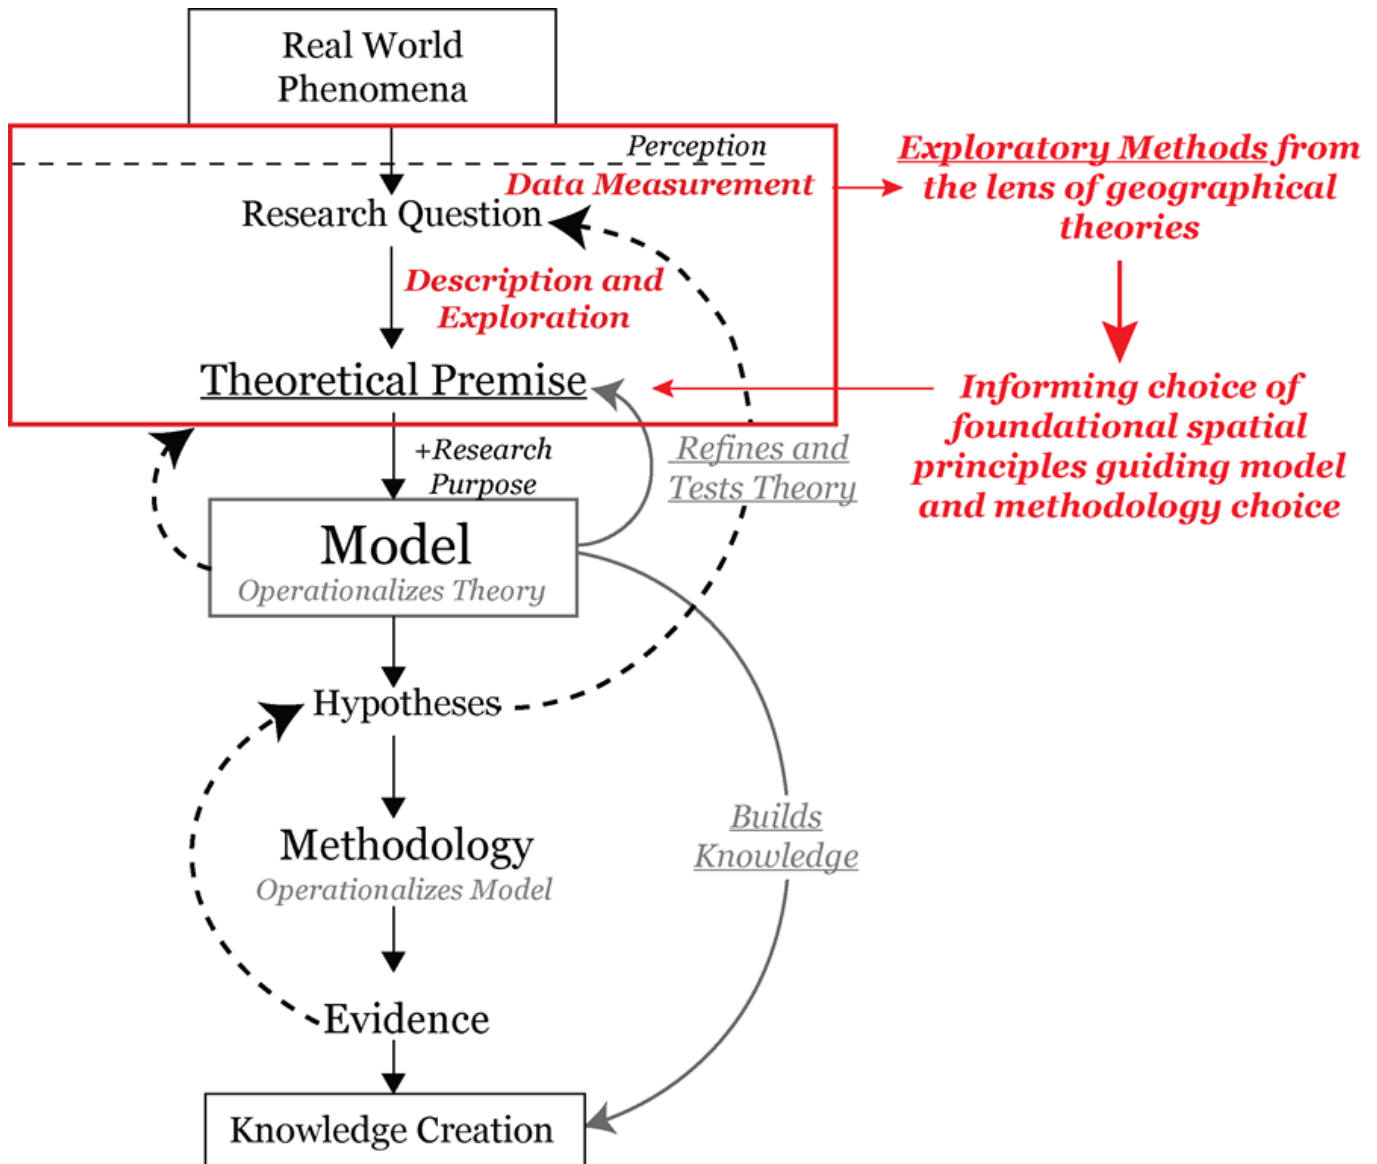 Real World
Phenomena
Perception
Data Measurement
Research Question
Description and
Exploration
Theoretical Premise
+Research
Purpose
Refines and
Tests Theory
Model
Operationalizes Theory
Hypotheses
Methodology
Operationalizes Model
Builds
Knowledge
Evidence
Knowledge Creation
Exploratory Methods from
the lens of geographical
theories
Informing choice of
foundational spatial
principles guiding model
and methodology choice